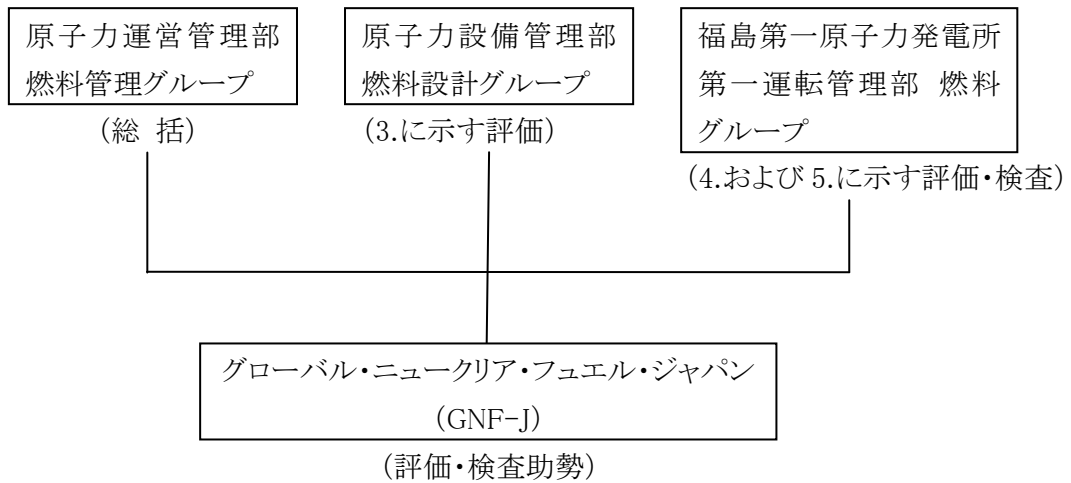 原子力運営管理部
燃料管理グループ
(総 括)
原子力設備管理部
燃料設計グループ
(3.に示す評価)
福島第一原子力発電所
第一運転管理部 燃料
グループ
(4.および 5.に示す評価・検査)
グローバル・ニュークリア・フュエル・ジャパン
(GNF-J)
(評価・検査助勢)